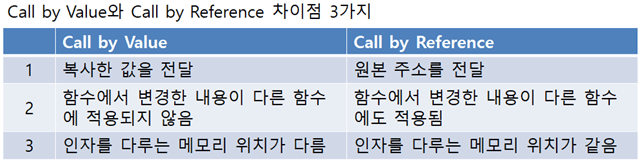 Call by Value와 Call by Reference 차이점 3가지
Call by Value Call by Reference
1 복사한 값을 전달 원본 주소를 전달
2 함수에서 변경한 내용이 다른 함수에 적용되지 않음 함수에서 변경한 내용이 다른 함수에도 적용됨
3 인자를 다루는 메모리 위치가 다름 인자를 다루는 메모리 위치가 같음